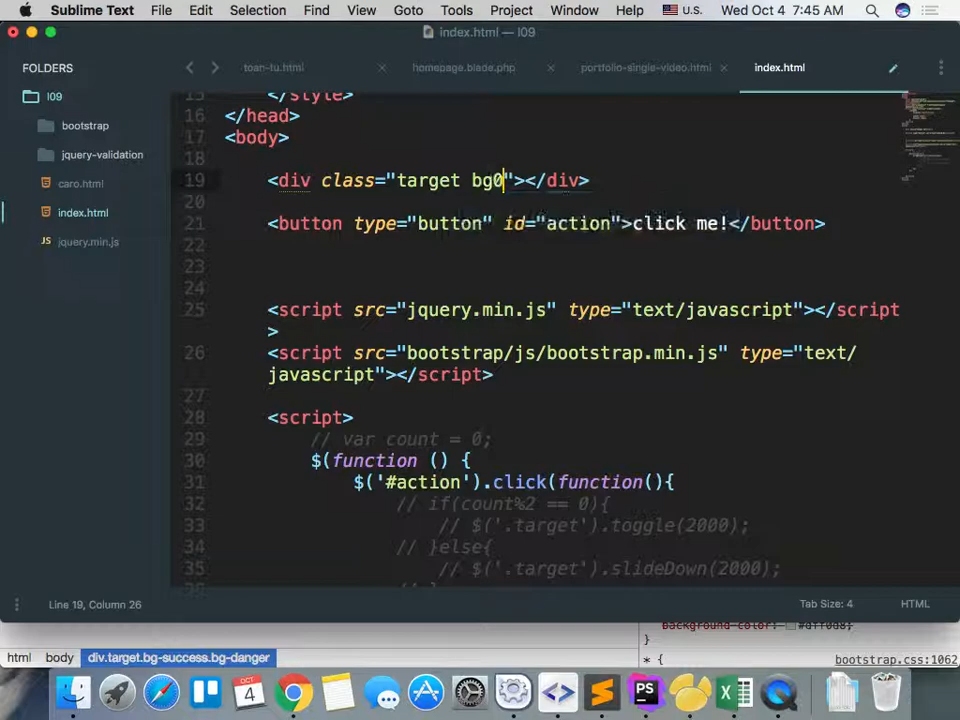 Sublime Text File Edit Selection Find View Goto Tools Project Window Help U.S. Wed Oct 4 7:45 AM
index.html — l09
FOLDERS
toan-tu.html
homepage.blade.php
portfolio-single-video.html
index.html
l09
bootstrap
jquery-validation
caro.html
index.html
jquery.min.js
15 </style>
16 </head>
17 <body>
18
19 <div class="target bg0"></div>
20
21 <button type="button" id="action">click me!</button>
22
23
24
25 <script src="jquery.min.js" type="text/javascript"></script
>
26 <script src="bootstrap/js/bootstrap.min.js" type="text/
javascript"></script>
27
28 <script>
29 // var count = 0;
30 $(function () {
31 $('#action').click(function(){
32 // if(count%2 == 0){
33 // $('.target').toggle(2000);
34 // }else{
35 // $('.target').slideDown(2000);
Line 19, Column 26
Tab Size: 4
HTML
background-color: #dff0d8;
}
html body div.target.bg-success.bg-danger
* {
bootstrap.css:1062
OCT
4
PS